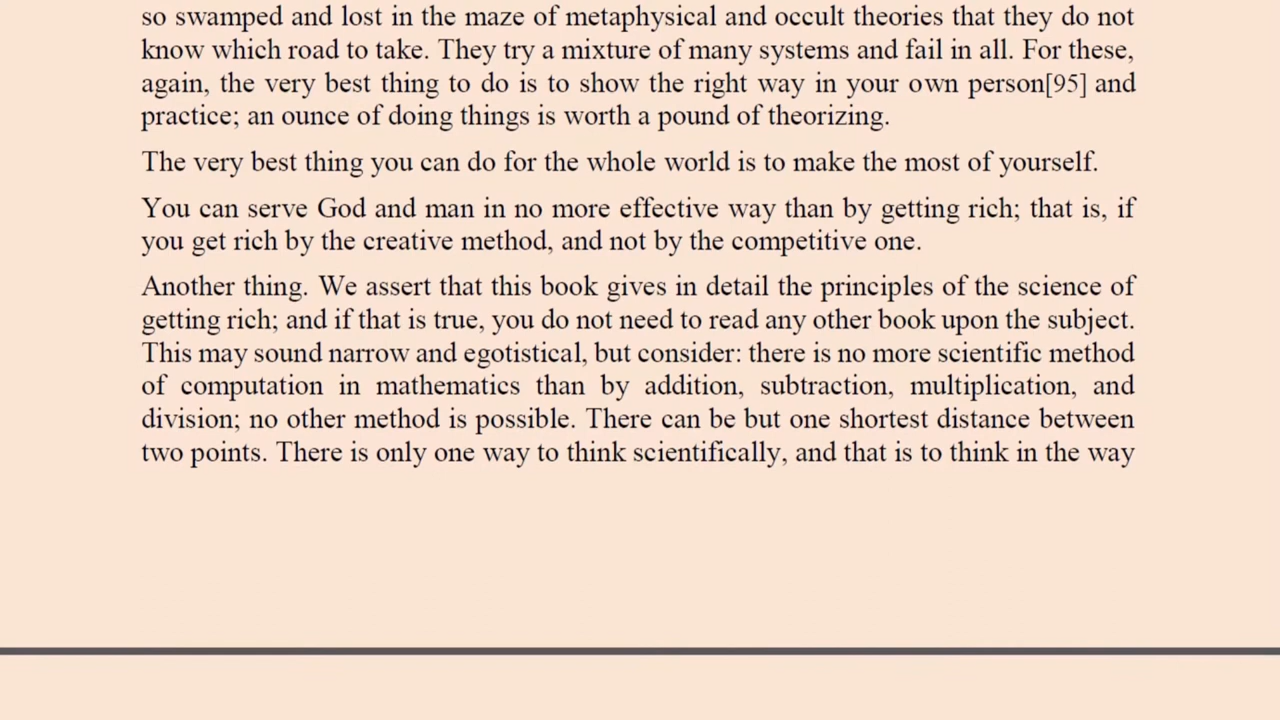 so swamped and lost in the maze of metaphysical and occult theories that they do not
know which road to take. They try a mixture of many systems and fail in all. For these,
again, the very best thing to do is to show the right way in your own person[95] and
practice; an ounce of doing things is worth a pound of theorizing.
The very best thing you can do for the whole world is to make the most of yourself.
You can serve God and man in no more effective way than by getting rich; that is, if
you get rich by the creative method, and not by the competitive one.
Another thing. We assert that this book gives in detail the principles of the science of
getting rich; and if that is true, you do not need to read any other book upon the subject.
This may sound narrow and egotistical, but consider: there is no more scientific method
of computation in mathematics than by addition, subtraction, multiplication, and
division; no other method is possible. There can be but one shortest distance between
two points. There is only one way to think scientifically, and that is to think in the way